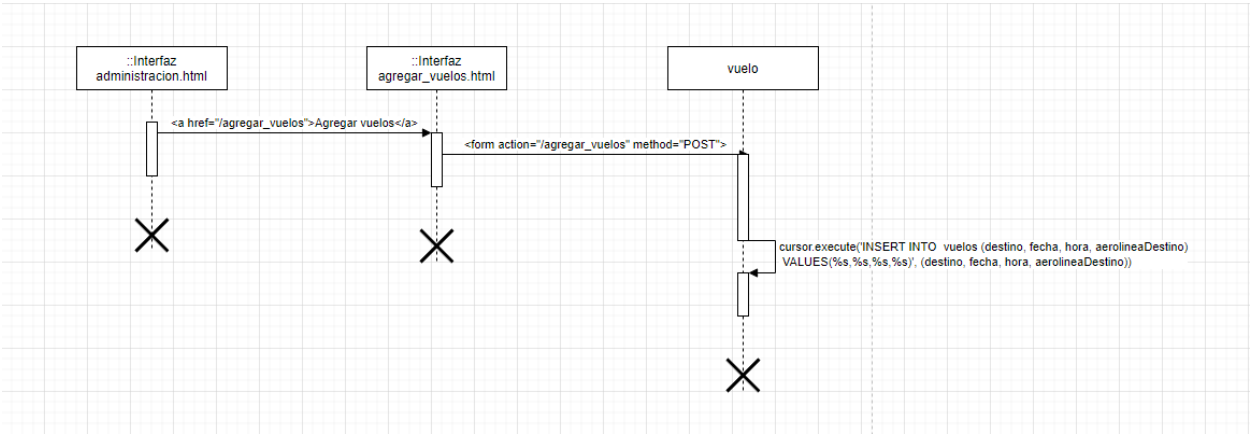 ::Interfaz
administracion.html
::Interfaz
agregar_vuelos.html
vuelo
<a href="/agregar_vuelos">Agregar vuelos</a>
<form action="/agregar_vuelos" method="POST">
cursor.execute('INSERT INTO  vuelos (destino, fecha, hora, aerolineaDestino)
VALUES(%s,%s,%s,%s)', (destino, fecha, hora, aerolineaDestino))